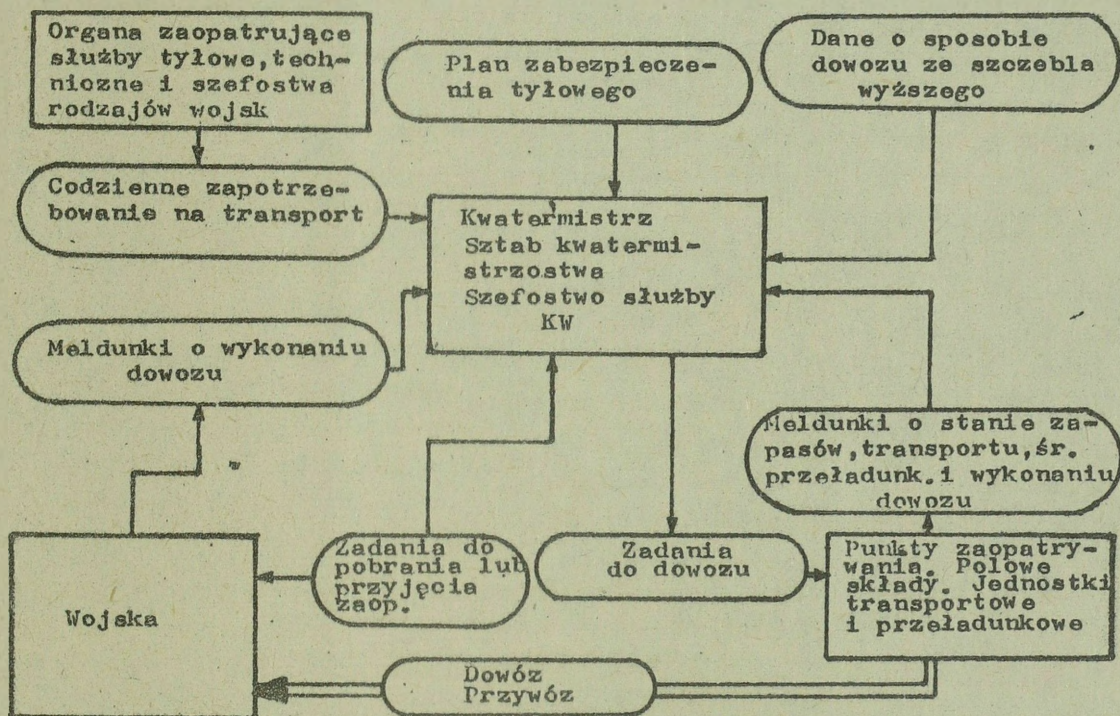 Organa zaopatrujące
służby tyłowe,tech-
niczne i szefostwa
rodzajów wojsk
Plan zabezpiecze-
nia tyłowego
Dane o sposobie
dowozu ze szczebla
wyższego
Codzienne zapotrze-
bowanie na transport
Kwatermistrz
Sztab kwatermi-
strzostwa
Szefostwo służby
KW
Meldunki o wykonaniu
dowozu
Meldunki o stanie za-
pasów,transportu,śr.
przeładunk.i wykonaniu
dowozu
Wojska
Zadania do
pobrania lub
przyjęcia
zaop.
Zadania
do dowozu
Punkty zaopatry-
wania. Polowe
składy. Jednostki
transportowe
i przeładunkowe
Dowóz
Przywóz